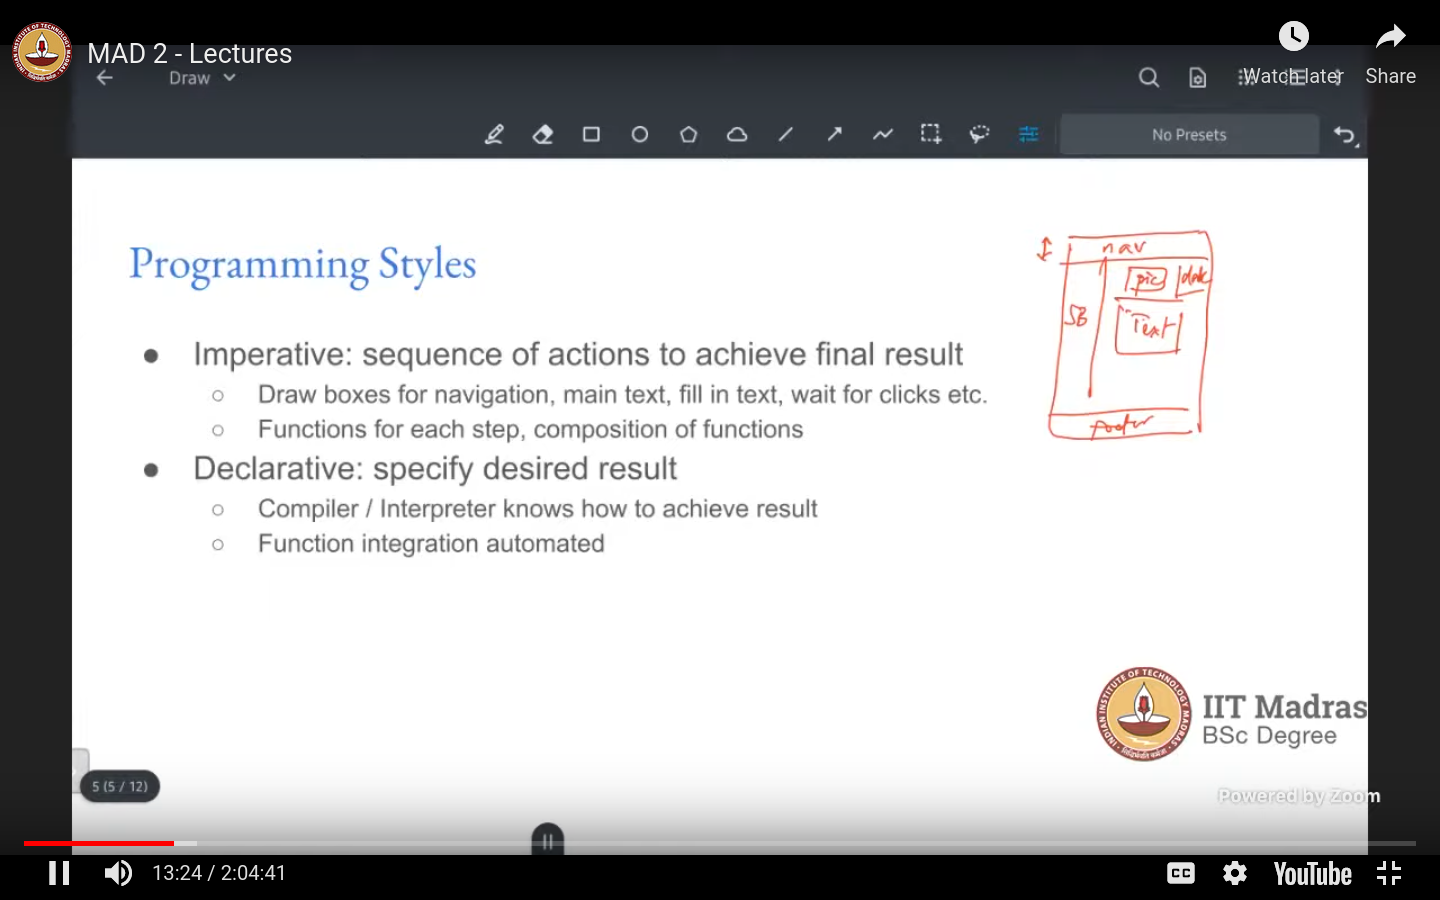 MAD 2 - Lectures
Watch later
Share
Draw
No Presets
Programming Styles
● Imperative: sequence of actions to achieve final result
○ Draw boxes for navigation, main text, fill in text, wait for clicks etc.
○ Functions for each step, composition of functions
● Declarative: specify desired result
○ Compiler / Interpreter knows how to achieve result
○ Function integration automated
nav
pic
SB
Text
footer
IIT Madras
BSc Degree
5 (5 / 12)
Powered by Zoom
13:24 / 2:04:41
CC
YouTube